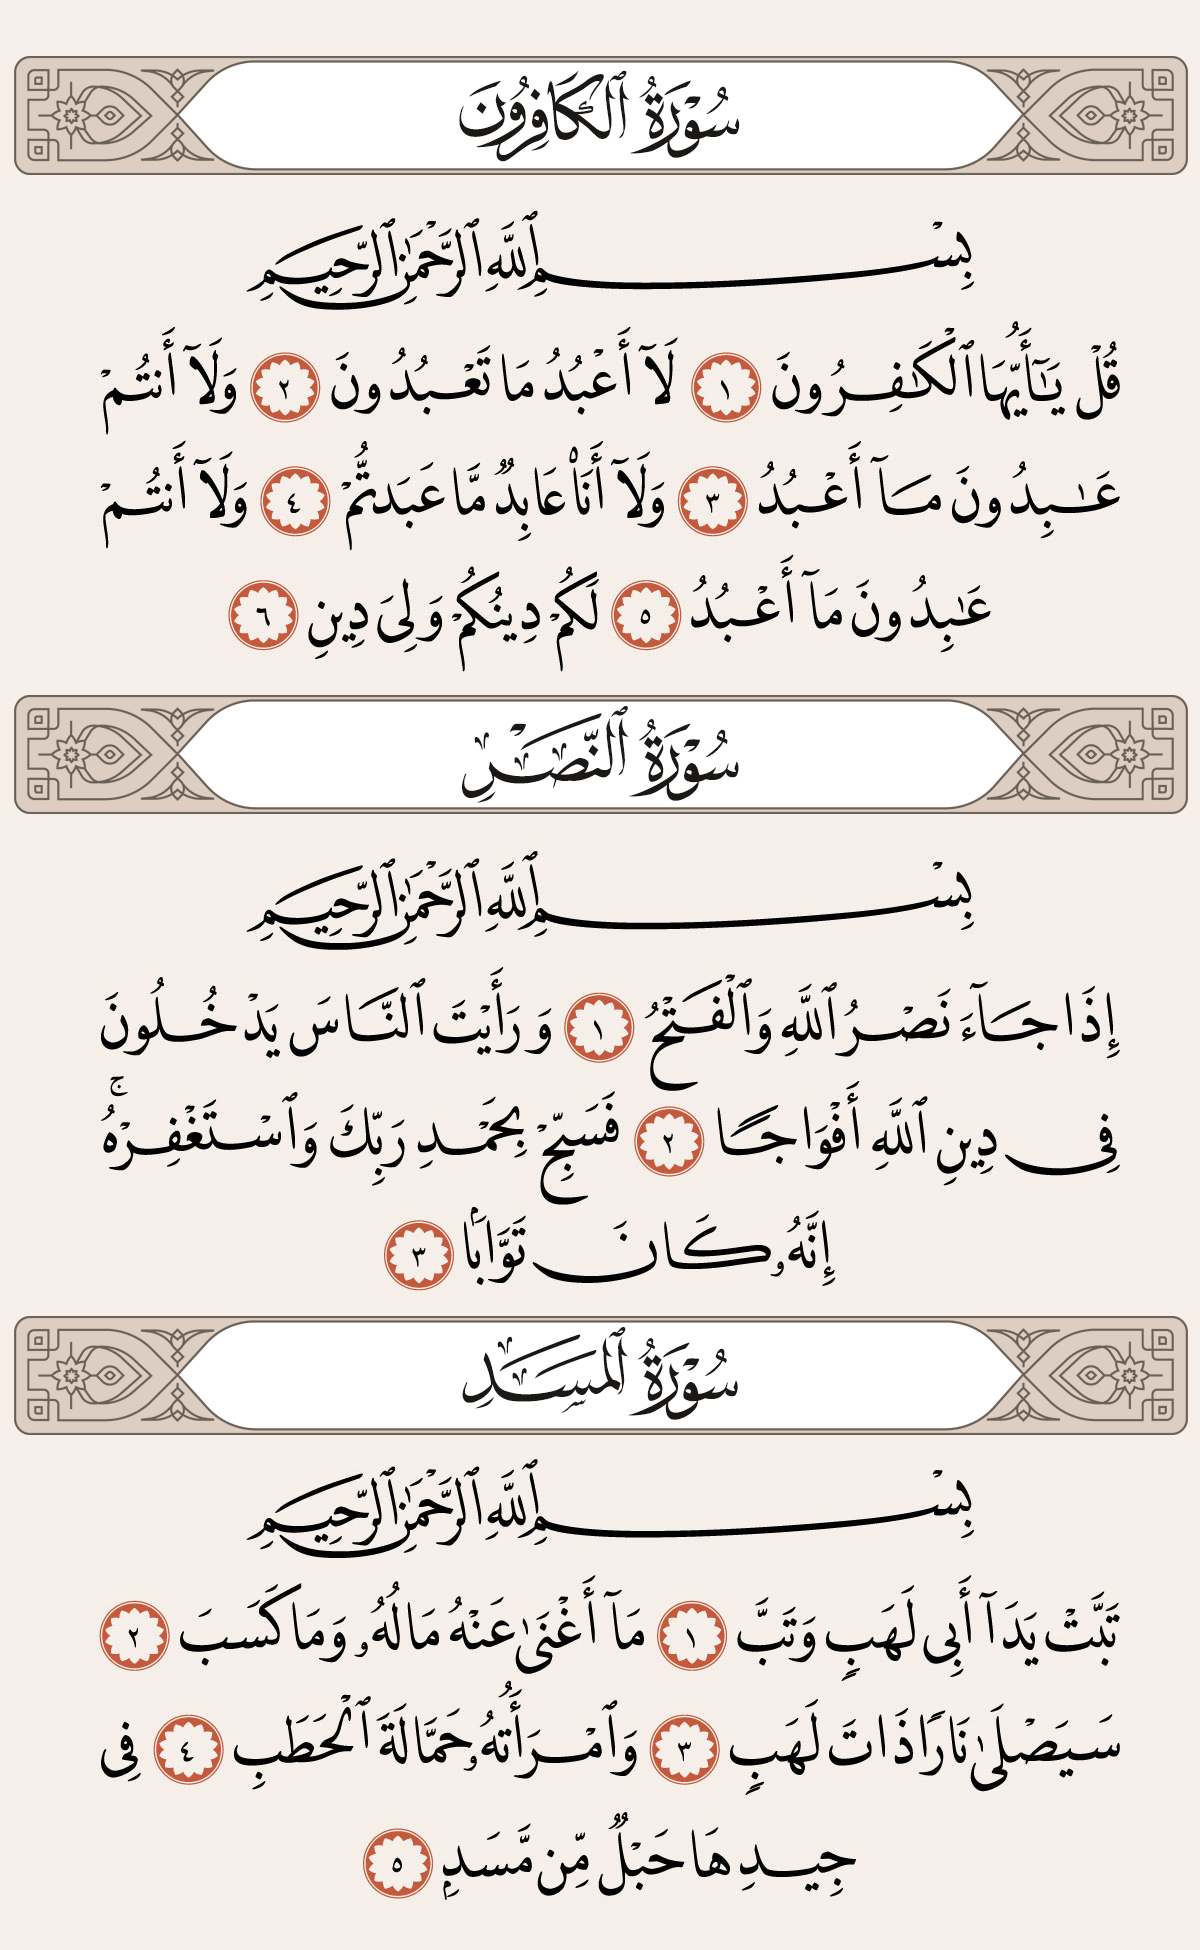 سُورَةُ ٱلْكَافِرُونَ
بِسْمِ ٱللَّهِ ٱلرَّحْمَٰنِ ٱلرَّحِيمِ
قُلْ يَٰٓأَيُّهَا ٱلْكَٰفِرُونَ ١ لَآ أَعْبُدُ مَا تَعْبُدُونَ ٢ وَلَآ أَنتُمْ
عَٰبِدُونَ مَآ أَعْبُدُ ٣ وَلَآ أَنَا۠ عَابِدٌ مَّا عَبَدتُّمْ ٤ وَلَآ أَنتُمْ
عَٰبِدُونَ مَآ أَعْبُدُ ٥ لَكُمْ دِينُكُمْ وَلِىَ دِينِ ٦
سُورَةُ ٱلنَّصْرِ
بِسْمِ ٱللَّهِ ٱلرَّحْمَٰنِ ٱلرَّحِيمِ
إِذَا جَآءَ نَصْرُ ٱللَّهِ وَٱلْفَتْحُ ١ وَرَأَيْتَ ٱلنَّاسَ يَدْخُلُونَ
فِى دِينِ ٱللَّهِ أَفْوَاجًا ٢ فَسَبِّحْ بِحَمْدِ رَبِّكَ وَٱسْتَغْفِرْهُۚ
إِنَّهُۥ كَانَ تَوَّابَۢا ٣
سُورَةُ ٱلْمَسَدِ
بِسْمِ ٱللَّهِ ٱلرَّحْمَٰنِ ٱلرَّحِيمِ
تَبَّتْ يَدَآ أَبِى لَهَبٍ وَتَبَّ ١ مَآ أَغْنَىٰ عَنْهُ مَالُهُۥ وَمَا كَسَبَ ٢
سَيَصْلَىٰ نَارًا ذَاتَ لَهَبٍ ٣ وَٱمْرَأَتُهُۥ حَمَّالَةَ ٱلْحَطَبِ ٤ فِى
جِيدِهَا حَبْلٌ مِّن مَّسَدٍۭ ٥